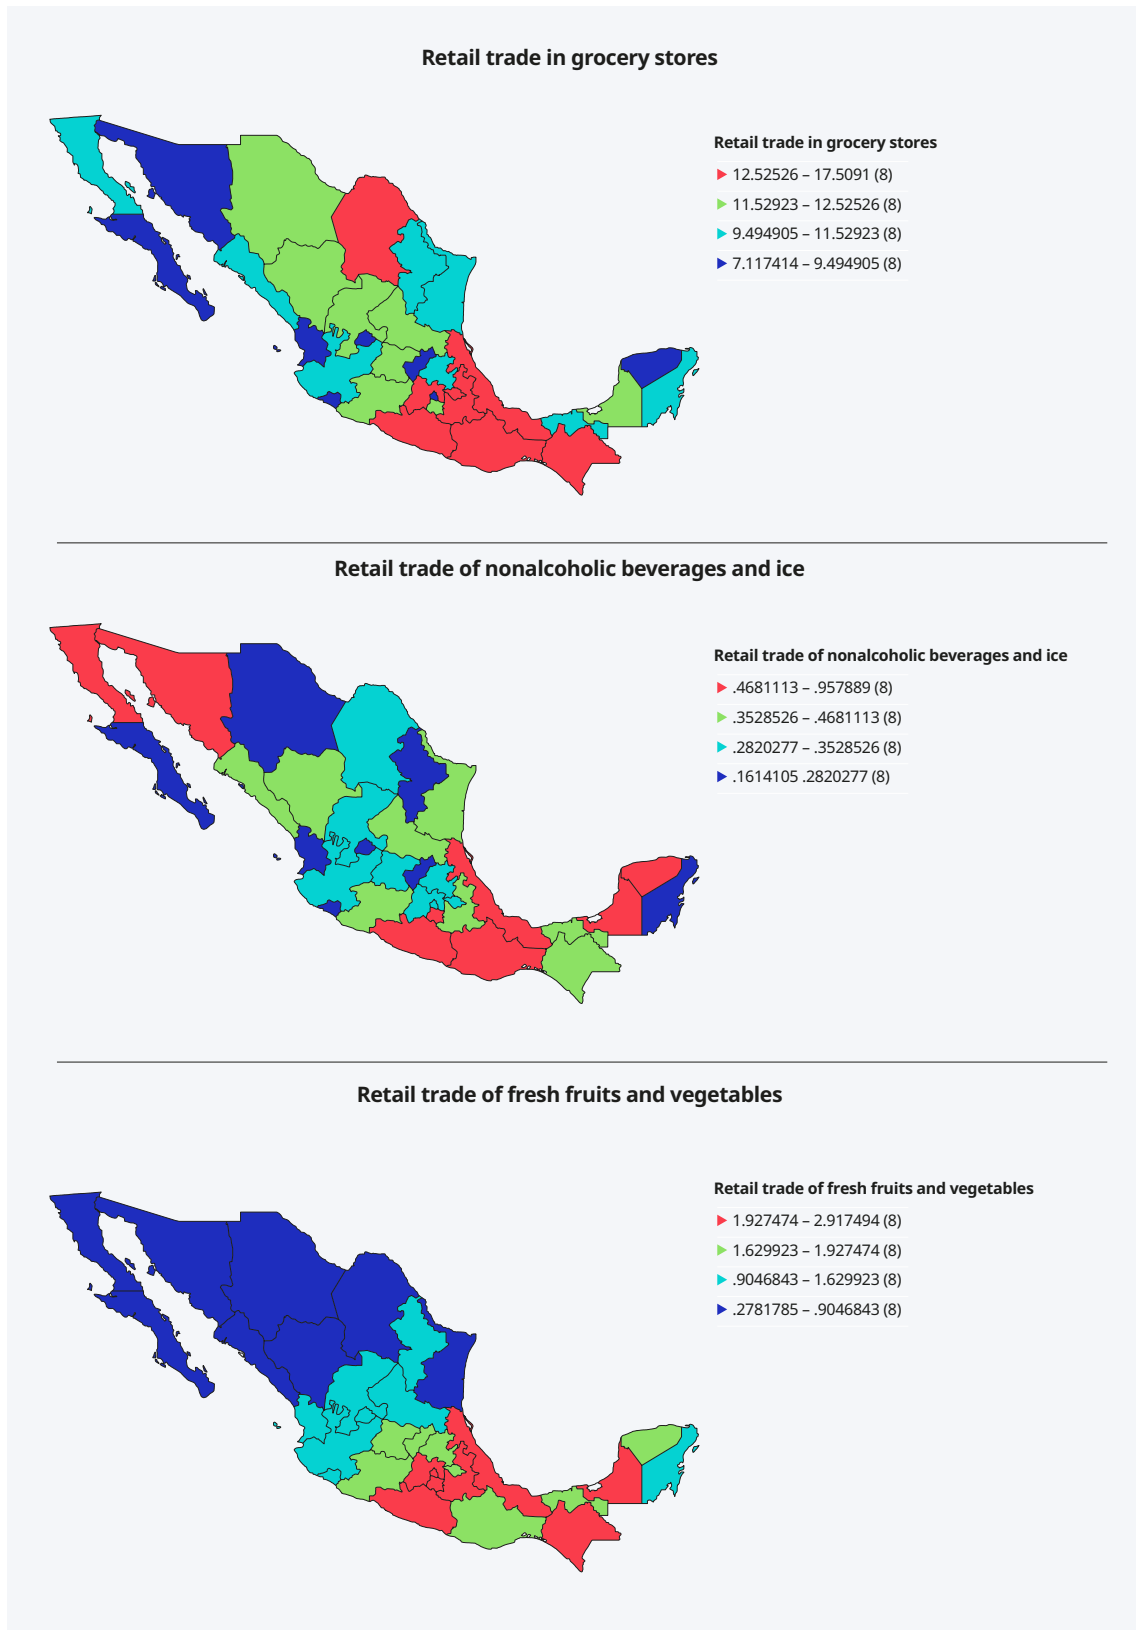 Retail trade in grocery stores
Retail trade in grocery stores
12.52526 – 17.5091 (8)
11.52923 – 12.52526 (8)
9.494905 – 11.52923 (8)
7.117414 – 9.494905 (8)
Retail trade of nonalcoholic beverages and ice
Retail trade of nonalcoholic beverages and ice
.4681113 – .957889 (8)
.3528526 – .4681113 (8)
.2820277 – .3528526 (8)
.1614105 .2820277 (8)
Retail trade of fresh fruits and vegetables
Retail trade of fresh fruits and vegetables
1.927474 – 2.917494 (8)
1.629923 – 1.927474 (8)
.9046843 – 1.629923 (8)
.2781785 – .9046843 (8)